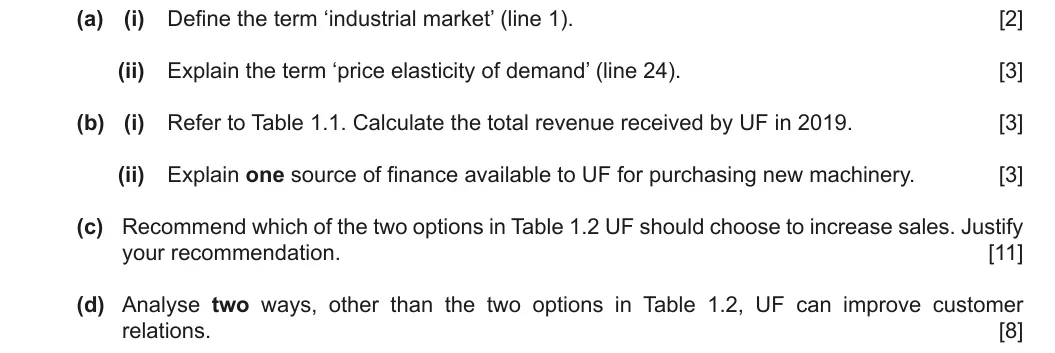 (a) (i) Define the term ‘industrial market’ (line 1). [2]
(ii) Explain the term ‘price elasticity of demand’ (line 24). [3]
(b) (i) Refer to Table 1.1. Calculate the total revenue received by UF in 2019. [3]
(ii) Explain one source of finance available to UF for purchasing new machinery. [3]
(c) Recommend which of the two options in Table 1.2 UF should choose to increase sales. Justify
your recommendation. [11]
(d) Analyse two ways, other than the two options in Table 1.2, UF can improve customer
relations. [8]